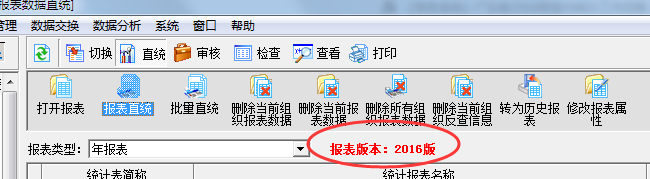 报表数据直统]
管理 数据交换 数据分析 系统 窗口 帮助
切换 直统 审核 检查 查看 打印
打开报表 报表直统 批量直统 删除当前组织报表数据 删除当前报表数据 删除所有组织报表数据 删除当前组织反查信息 转为历史报表 修改报表属性
报表类型: 年报表 报表版本: 2016版
统计表简称 统计报表名称